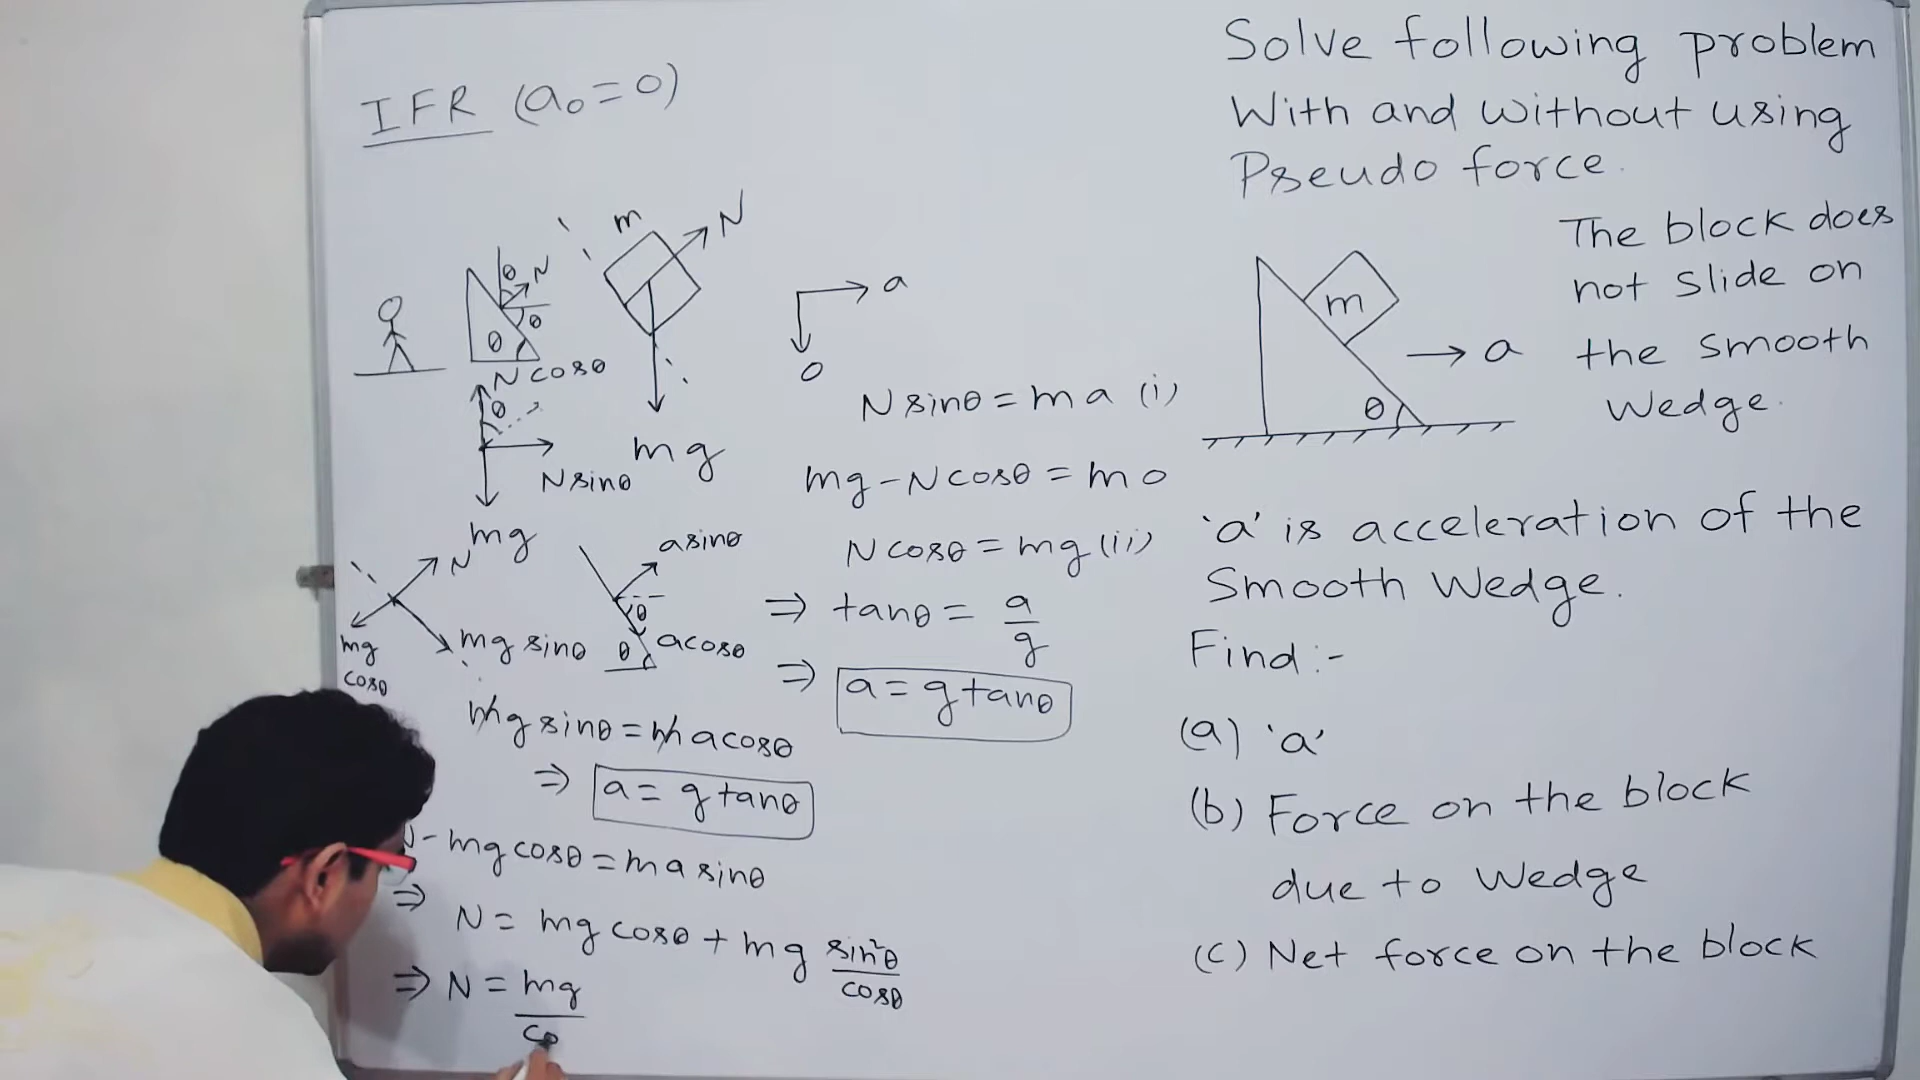 IFR (a₀=0)
m
N
θ
N
θ
θ
a
0
N cosθ
θ
N sinθ
mg
mg
N sinθ = ma (i)
mg - N cosθ = m0
N cosθ = mg (ii)
⇒ tanθ = a/g
⇒ a = g tanθ
N
mg cosθ
mg sinθ
a sinθ
θ
θ
a cosθ
mg sinθ = ma cosθ
⇒ a = g tanθ
- mg cosθ = ma sinθ
⇒
N = mg cosθ + mg sin²θ/cosθ
⇒ N = mg/co
Solve following problem
With and without using
Pseudo force.
The block does
not slide on
the smooth
Wedge.
m
→ a
θ
'a' is acceleration of the
Smooth Wedge.
Find :-
(a) 'a'
(b) Force on the block
due to Wedge
(c) Net force on the block